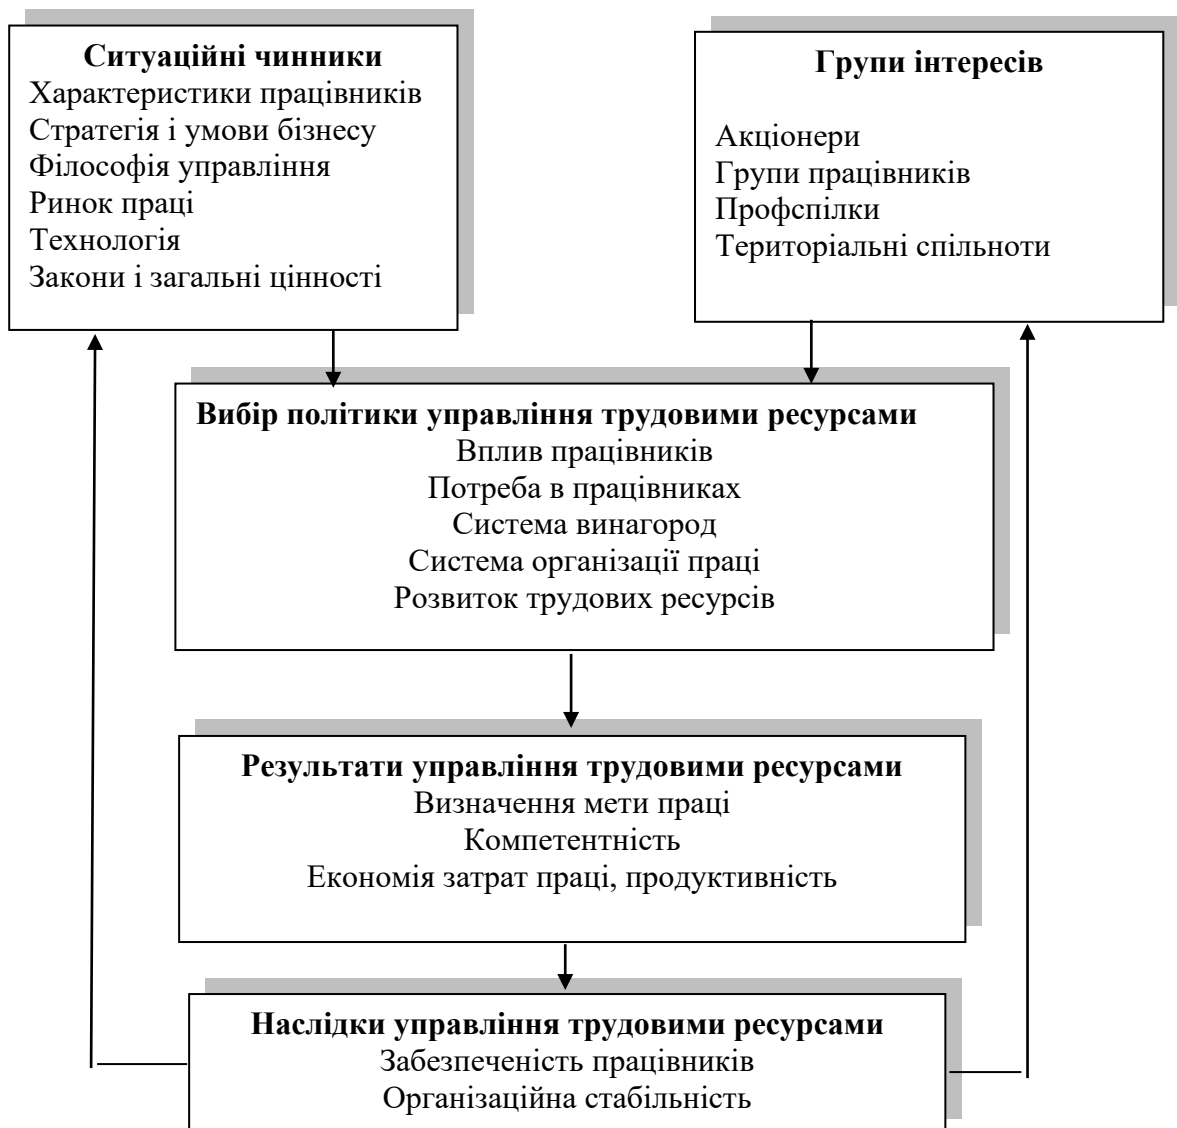 Ситуаційні чинники
Характеристики працівників
Стратегія і умови бізнесу
Філософія управління
Ринок праці
Технологія
Закони і загальні цінності
Групи інтересів
Акціонери
Групи працівників
Профспілки
Територіальні спільноти
Вибір політики управління трудовими ресурсами
Вплив працівників
Потреба в працівниках
Система винагород
Система організації праці
Розвиток трудових ресурсів
Результати управління трудовими ресурсами
Визначення мети праці
Компетентність
Економія затрат праці, продуктивність
Наслідки управління трудовими ресурсами
Забезпеченість працівників
Організаційна стабільність